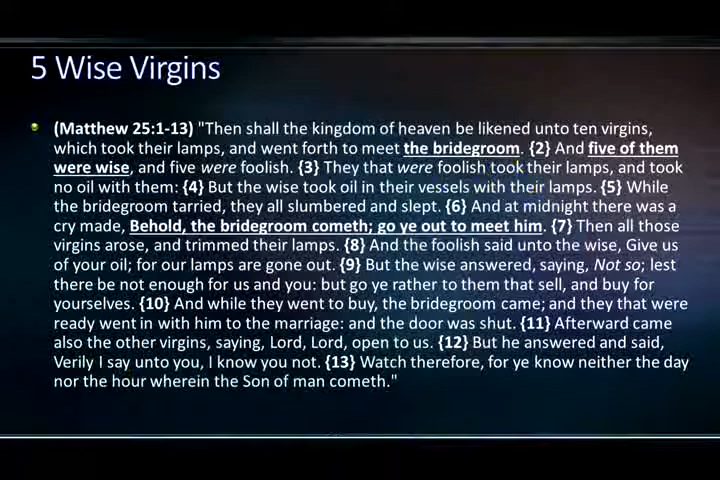 5 Wise Virgins
(Matthew 25:1-13) "Then shall the kingdom of heaven be likened unto ten virgins,
which took their lamps, and went forth to meet the bridegroom. {2} And five of them
were wise, and five were foolish. {3} They that were foolish took their lamps, and took
no oil with them: {4} But the wise took oil in their vessels with their lamps. {5} While
the bridegroom tarried, they all slumbered and slept. {6} And at midnight there was a
cry made, Behold, the bridegroom cometh; go ye out to meet him. {7} Then all those
virgins arose, and trimmed their lamps. {8} And the foolish said unto the wise, Give us
of your oil; for our lamps are gone out. {9} But the wise answered, saying, Not so; lest
there be not enough for us and you: but go ye rather to them that sell, and buy for
yourselves. {10} And while they went to buy, the bridegroom came; and they that were
ready went in with him to the marriage: and the door was shut. {11} Afterward came
also the other virgins, saying, Lord, Lord, open to us. {12} But he answered and said,
Verily I say unto you, I know you not. {13} Watch therefore, for ye know neither the day
nor the hour wherein the Son of man cometh."